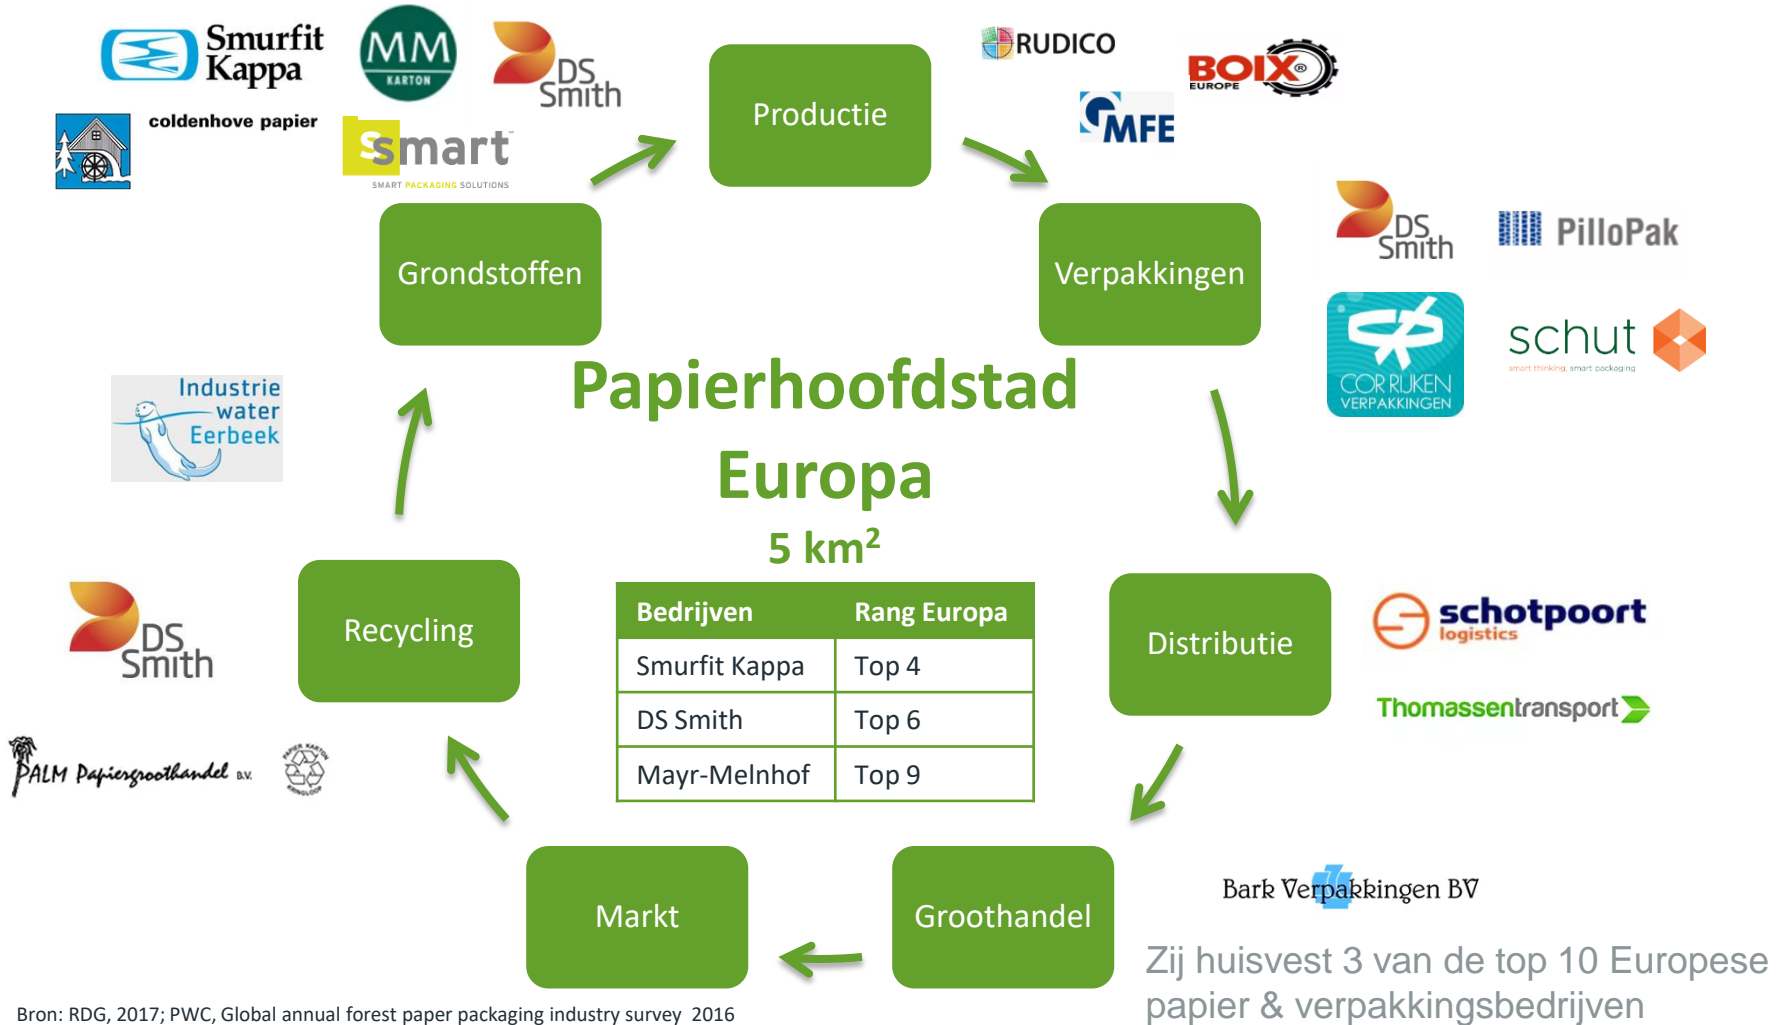 Smurfit
Kappa
MM
KARTON
DS
Smith
coldenhove papier
Ssmart
SMART PACKAGING SOLUTIONS
Productie
RUDICO
BOIX®
EUROPE
MFE
Grondstoffen
Verpakkingen
DS
Smith
PilloPak
COR RIJKEN
VERPAKKINGEN
schut
smart thinking, smart packaging
Industrie
water
Eerbeek
Papierhoofdstad
Europa
5 km²
Bedrijven Rang Europa
Smurfit Kappa Top 4
DS Smith Top 6
Mayr-Melnhof Top 9
Recycling
DS
Smith
PALM Papiergroothandel B.V.
PAPIER KARTON
KRINGLOOP
Distributie
schotpoort
logistics
Thomassentransport
Markt
Groothandel
Bark Verpakkingen BV
Zij huisvest 3 van de top 10 Europese
papier & verpakkingsbedrijven
Bron: RDG, 2017; PWC, Global annual forest paper packaging industry survey 2016